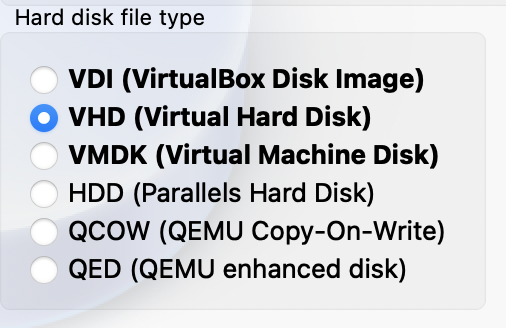 Hard disk file type
VDI (VirtualBox Disk Image)
VHD (Virtual Hard Disk)
VMDK (Virtual Machine Disk)
HDD (Parallels Hard Disk)
QCOW (QEMU Copy-On-Write)
QED (QEMU enhanced disk)